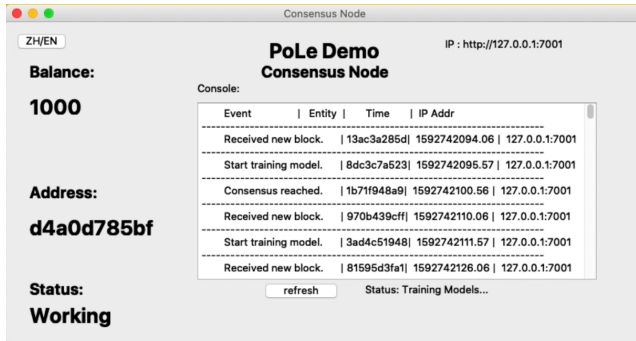 Consensus Node
ZH/EN
IP : http://127.0.0.1:7001
PoLe Demo
Consensus Node
Balance:
1000
Address:
d4a0d785bf
Status:
Working
Console:
Event | Entity | Time | IP Addr
------------------------------------------------------------
Received new block. | 13ac3a285d| 1592742094.06 | 127.0.0.1:7001
------------------------------------------------------------
Start training model. | 8dc3c7a523| 1592742095.57 | 127.0.0.1:7001
------------------------------------------------------------
Consensus reached. | 1b71f948a9| 1592742100.56 | 127.0.0.1:7001
------------------------------------------------------------
Received new block. | 970b439cff| 1592742110.06 | 127.0.0.1:7001
------------------------------------------------------------
Start training model. | 3ad4c51948| 1592742111.57 | 127.0.0.1:7001
------------------------------------------------------------
Received new block. | 81595d3fa1| 1592742126.06 | 127.0.0.1:7001
refresh
Status: Training Models...